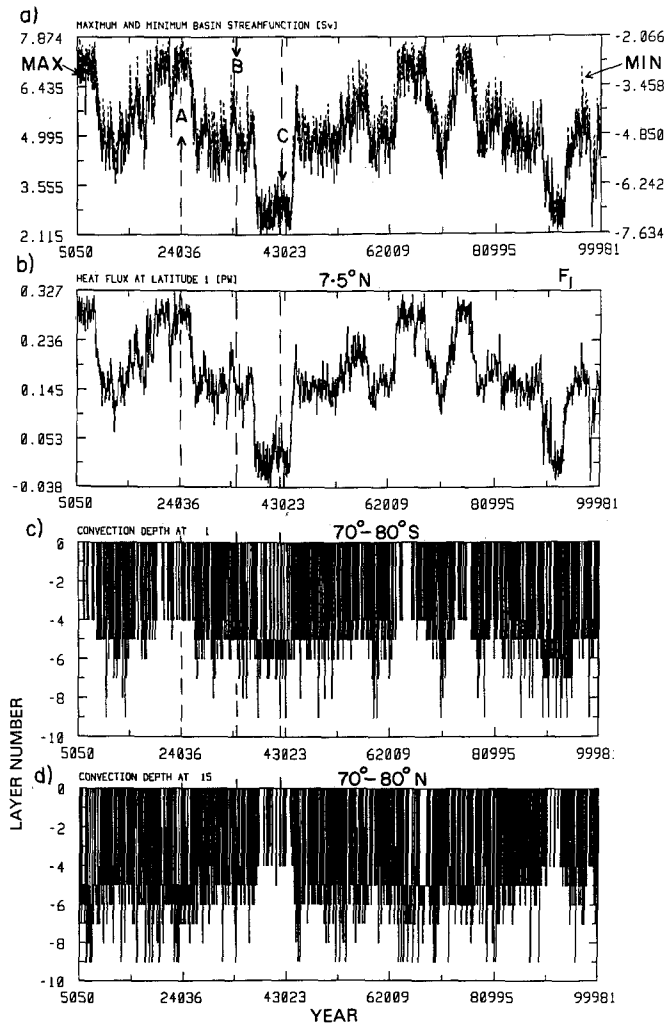 a) MAXIMUM AND MINIMUM BASIN STREAMFUNCTION [Sv]
7.874 -2.066
MAX MIN
6.435 -3.458
B
A
4.995 -4.850
C
3.555 -6.242
2.115 -7.634
5050 24036 43023 62009 80995 99981
b) HEAT FLUX AT LATITUDE 1 [PW] 7.5°N F₁
0.327
0.236
0.145
0.053
-0.038
5050 24036 43023 62009 80995 99981
c) CONVECTION DEPTH AT 1 70°-80°S
0
-2
-4
-6
-8
-10
5050 24036 43023 62009 80995 99981
LAYER NUMBER
d) CONVECTION DEPTH AT 15 70°-80°N
0
-2
-4
-6
-8
-10
5050 24036 43023 62009 80995 99981
YEAR